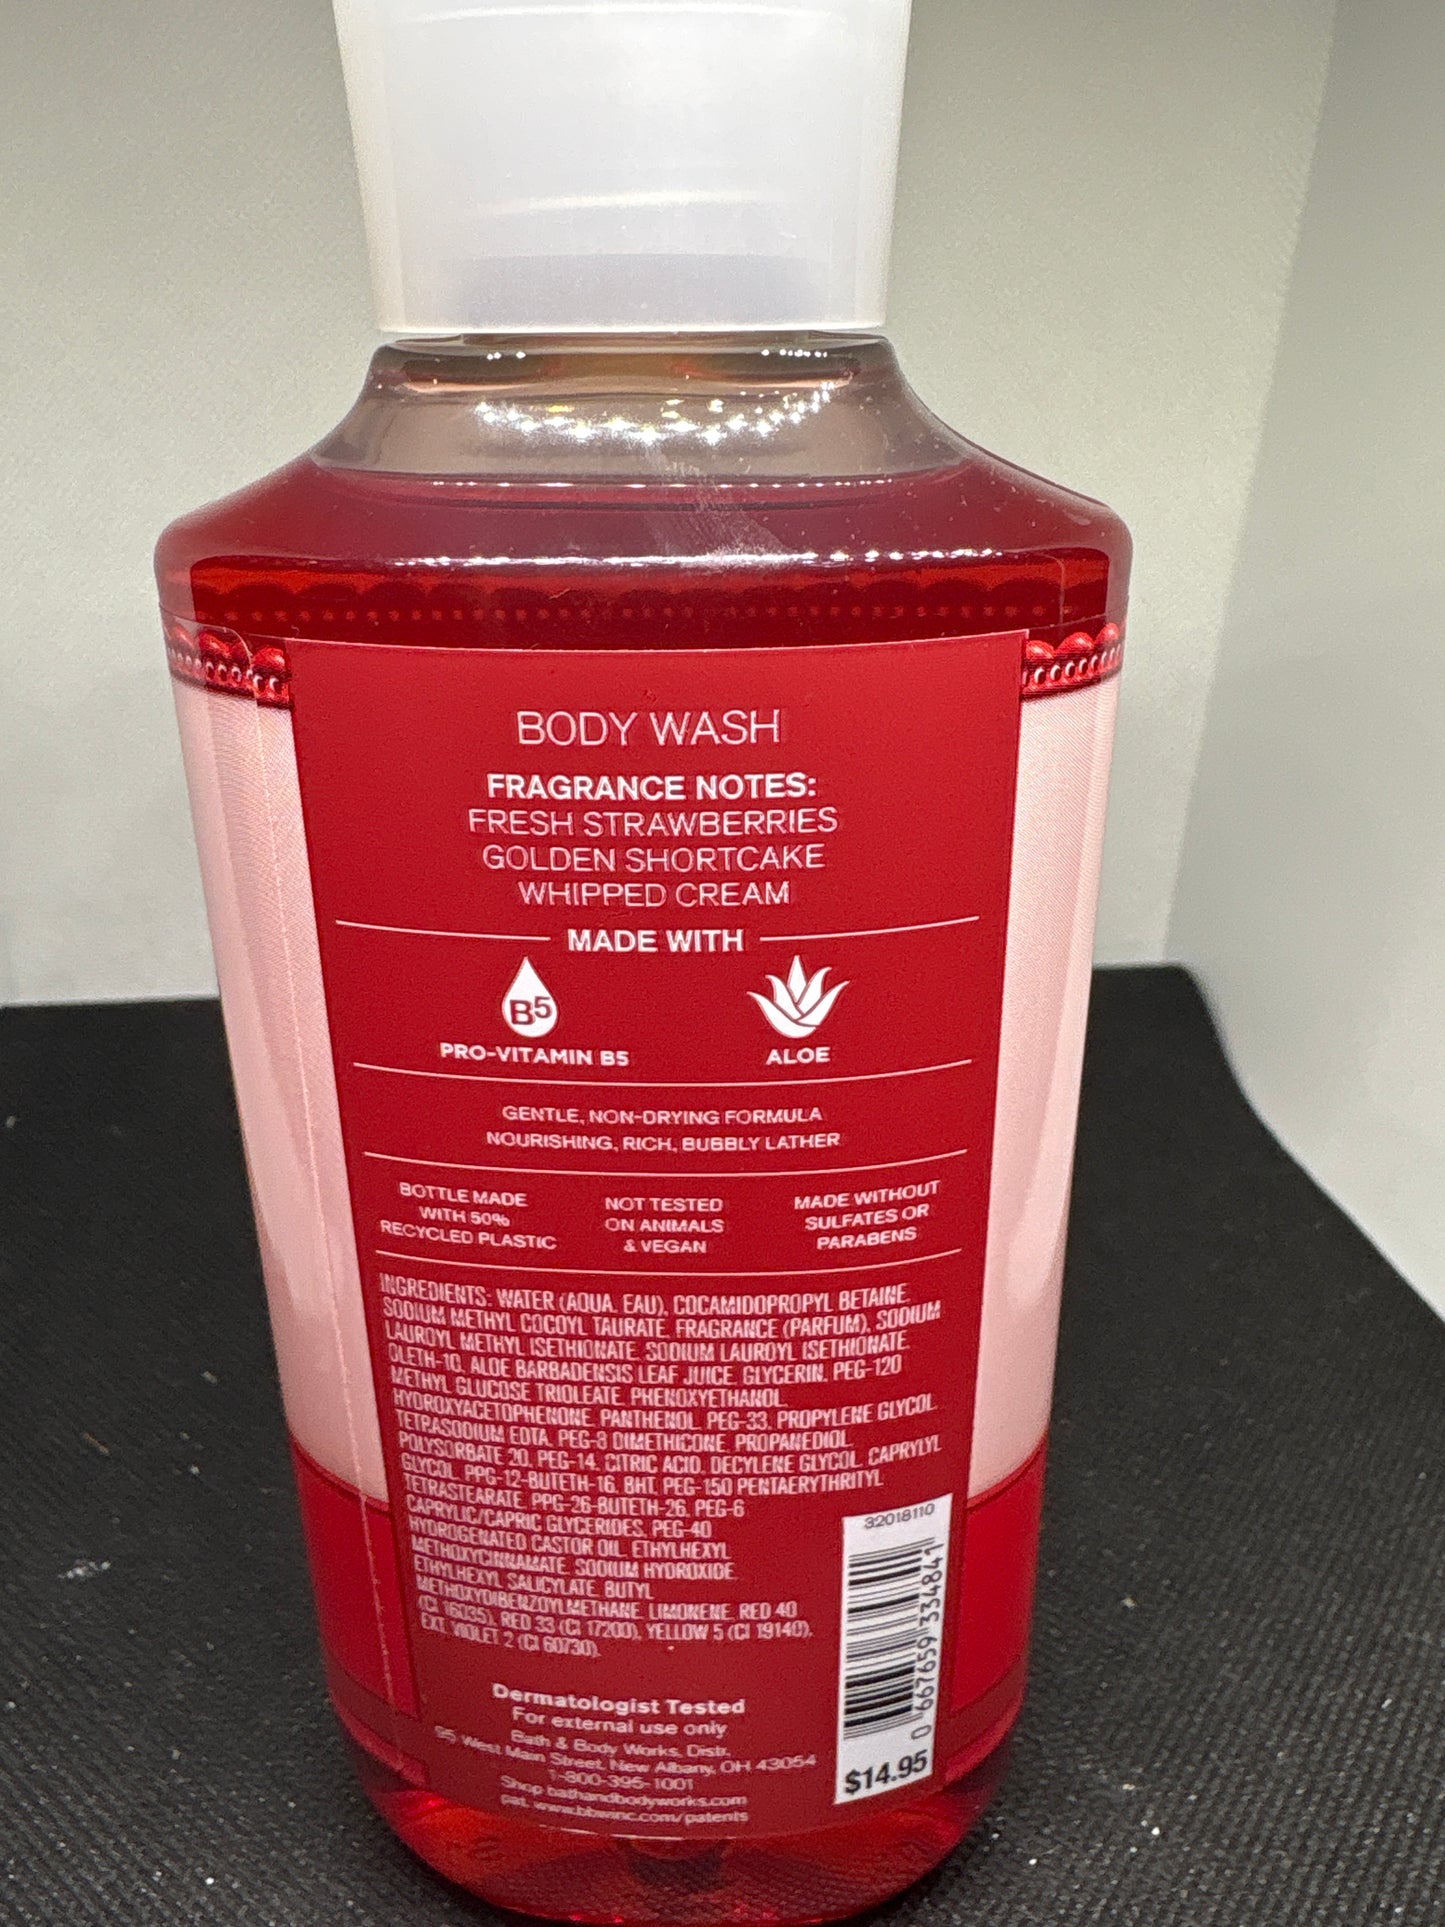 BODY WASH
FRAGRANCE NOTES:
FRESH STRAWBERRIES
GOLDEN SHORTCAKE
WHIPPED CREAM
MADE WITH
B5
PRO-VITAMIN B5
ALOE
GENTLE, NON-DRYING FORMULA
NOURISHING, RICH, BUBBLY LATHER
BOTTLE MADE
WITH 50%
RECYCLED PLASTIC
NOT TESTED
ON ANIMALS
& VEGAN
MADE WITHOUT
SULFATES OR
PARABENS
INGREDIENTS: WATER (AQUA, EAU), COCAMIDOPROPYL BETAINE,
SODIUM METHYL COCOYL TAURATE, FRAGRANCE (PARFUM), SODIUM
LAUROYL METHYL ISETHIONATE, SODIUM LAUROYL ISETHIONATE,
OLETH-10, ALOE BARBADENSIS LEAF JUICE, GLYCERIN, PEG-120
METHYL GLUCOSE TRIOLEATE, PHENOXYETHANOL,
HYDROXYACETOPHENONE, PANTHENOL, PEG-33, PROPYLENE GLYCOL,
TETRASODIUM EDTA, PEG-8 DIMETHICONE, PROPANEDIOL,
POLYSORBATE 20, PEG-14, CITRIC ACID, DECYLENE GLYCOL, CAPRYLYL
GLYCOL, PPG-12-BUTETH-16, BHT, PEG-150 PENTAERYTHRITYL
TETRASTEARATE, PPG-26-BUTETH-26, PEG-6
CAPRYLIC/CAPRIC GLYCERIDES, PEG-40
HYDROGENATED CASTOR OIL, ETHYLHEXYL
METHOXYCINNAMATE, SODIUM HYDROXIDE,
ETHYLHEXYL SALICYLATE, BUTYL
METHOXYDIBENZOYLMETHANE, LIMONENE, RED 40
(CI 16035), RED 33 (CI 17200), YELLOW 5 (CI 19140),
EXT. VIOLET 2 (CI 60730).
Dermatologist Tested
For external use only
Bath & Body Works, Distr.
95 West Main Street, New Albany, OH 43054
1-800-395-1001
Shop bathandbodyworks.com
pat. www.bbwinc.com/patents
32018110
0 667659 334841
$14.95